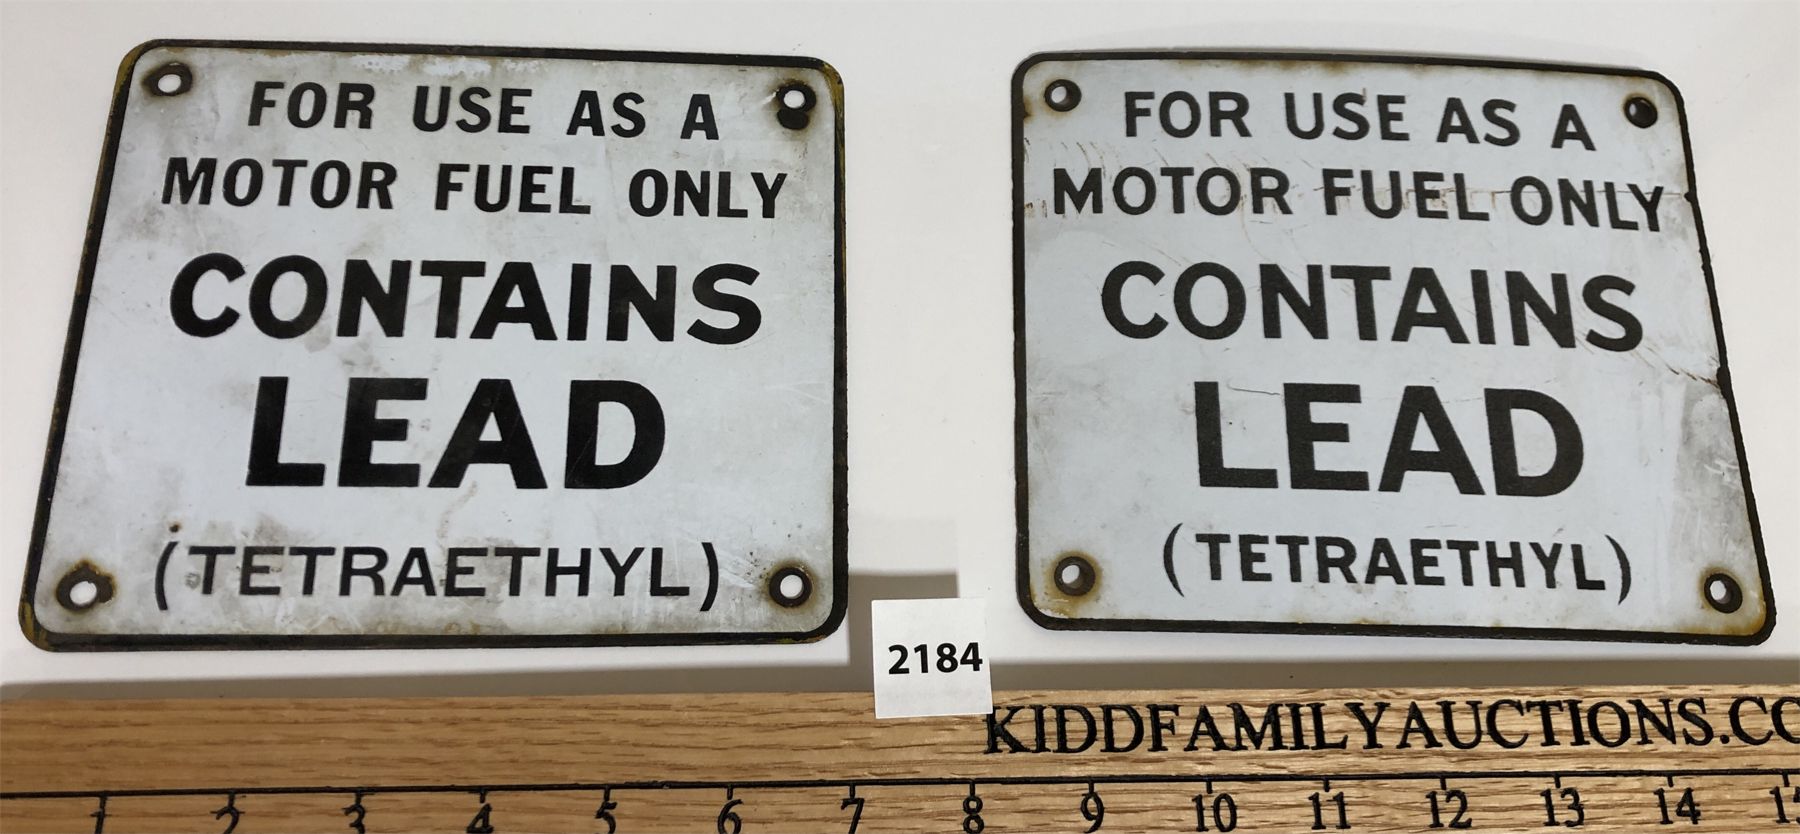 FOR USE AS A
MOTOR FUEL ONLY
CONTAINS
LEAD
(TETRAETHYL)
FOR USE AS A
MOTOR FUEL ONLY
CONTAINS
LEAD
(TETRAETHYL)
2184
KIDDFAMILYAUCTIONS.CO
1 2 3 4 5 6 7 8 9 10 11 12 13 14 15